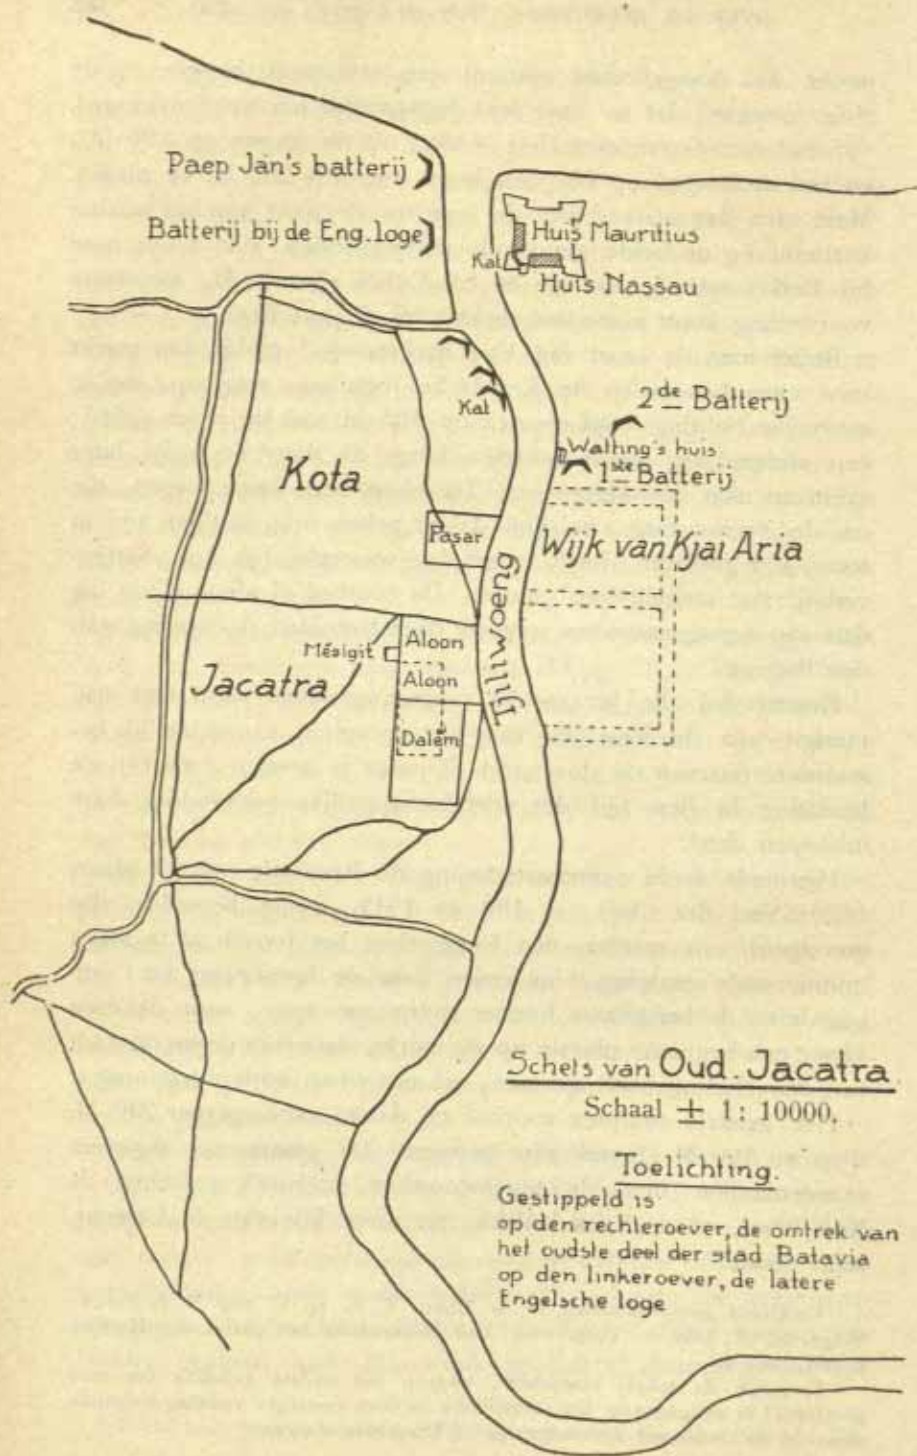 Paep Jan's batterij
Batterij bij de Eng. loge
Huis Mauritius
Kat
Huis Nassau
Kat
2de Batterij
Walting's huis
1ste Batterij
Kota
Pasar
Wijk van Kjai Aria
Tjiliwoeng
Mésigit
Aloon
Aloon
Jacatra
Dalem
Schets van Oud. Jacatra
Schaal ± 1: 10000.
Toelichting.
Gestippeld is
op den rechteroever, de omtrek van
het oudste deel der stad Batavia
op den linkeroever, de latere
Engelsche loge